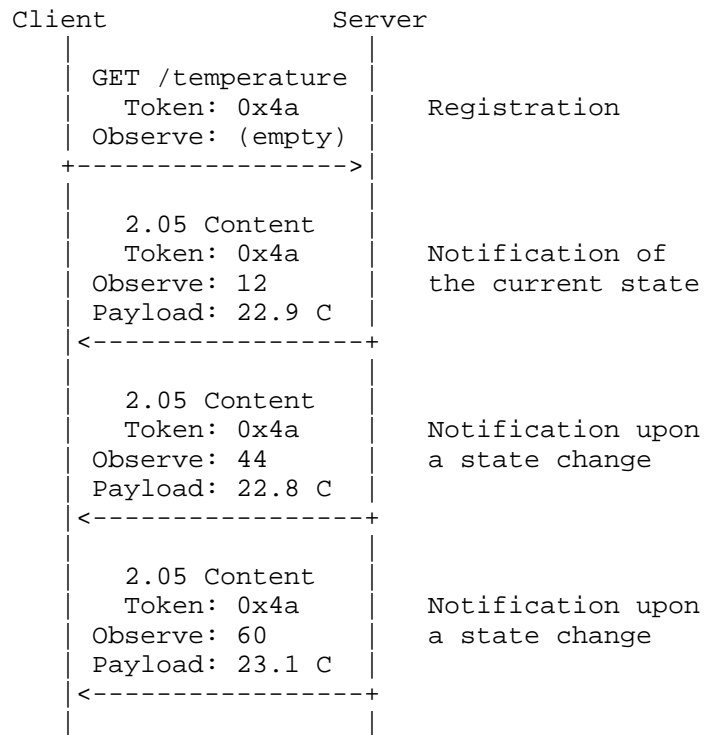 Client Server
GET /temperature
Token: 0x4a Registration
Observe: (empty)
+----------------->
2.05 Content
Token: 0x4a Notification of
Observe: 12 the current state
Payload: 22.9 C
<-----------------+
2.05 Content
Token: 0x4a Notification upon
Observe: 44 a state change
Payload: 22.8 C
<-----------------+
2.05 Content
Token: 0x4a Notification upon
Observe: 60 a state change
Payload: 23.1 C
<-----------------+